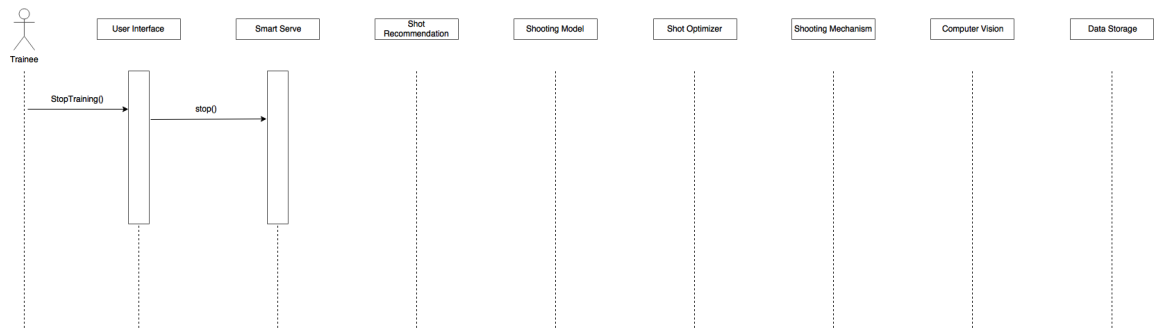 Trainee
User Interface
Smart Serve
Shot
Recommendation
Shooting Model
Shot Optimizer
Shooting Mechanism
Computer Vision
Data Storage
StopTraining()
stop()